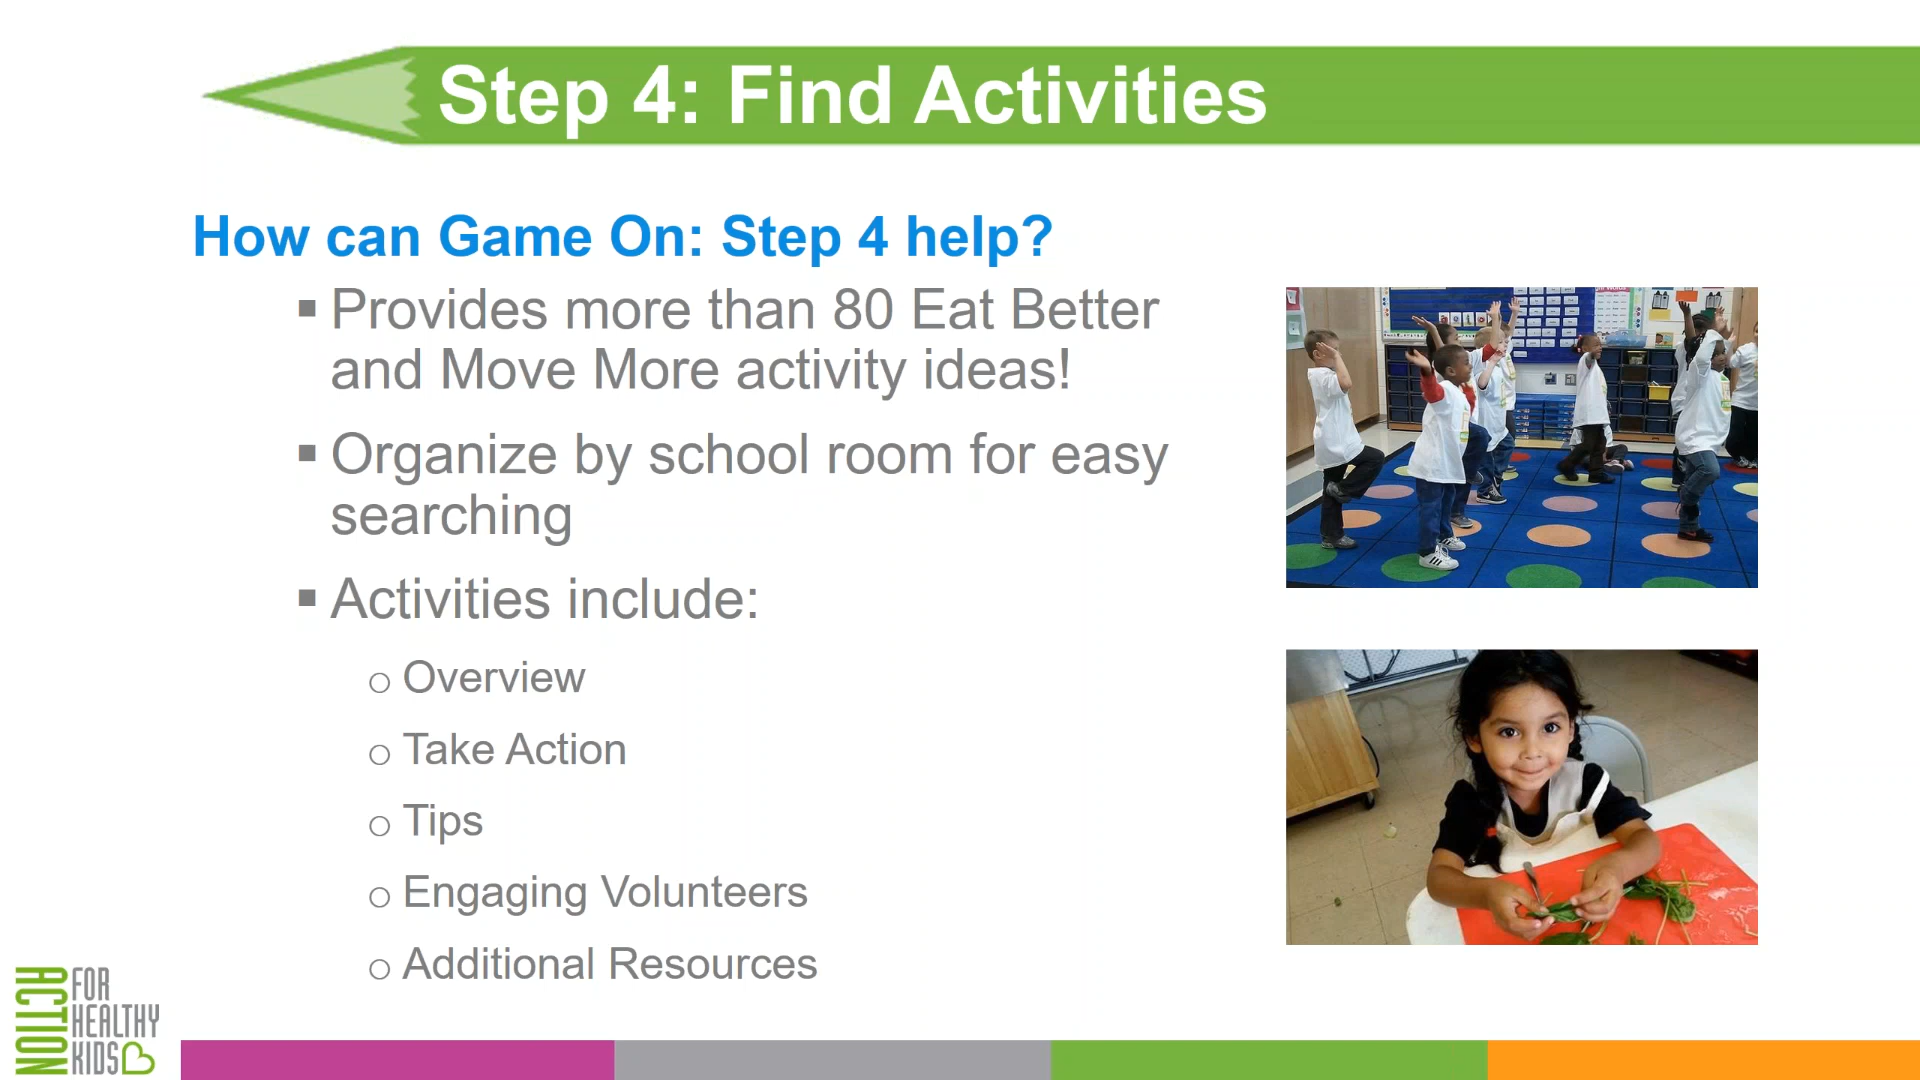 Step 4: Find Activities
How can Game On: Step 4 help?
▪ Provides more than 80 Eat Better
and Move More activity ideas!
▪ Organize by school room for easy
searching
▪ Activities include:
o Overview
o Take Action
o Tips
o Engaging Volunteers
o Additional Resources
ACTION
FOR
HEALTHY
KIDS